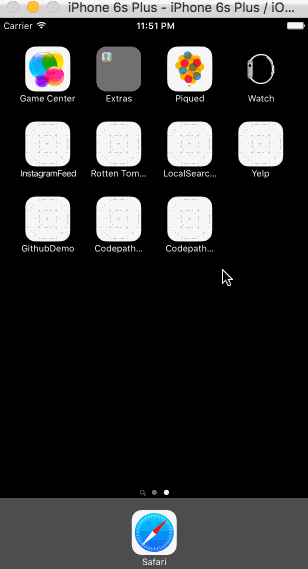 iPhone 6s Plus - iPhone 6s Plus / iO...
Carrier 11:51 PM
Game Center Extras Piqued Watch
InstagramFeed Rotten Tom... LocalSearc... Yelp
GithubDemo Codepath... Codepath...
Safari